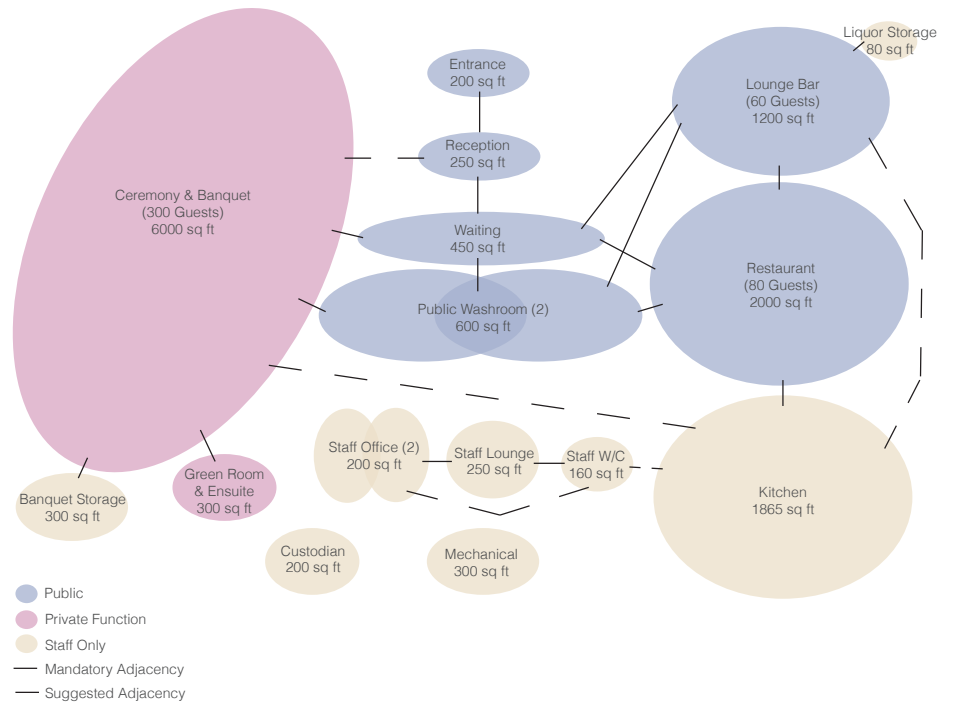 Liquor Storage
80 sq ft
Entrance
200 sq ft
Lounge Bar
(60 Guests)
1200 sq ft
Reception
250 sq ft
Ceremony & Banquet
(300 Guests)
6000 sq ft
Waiting
450 sq ft
Restaurant
(80 Guests)
2000 sq ft
Public Washroom (2)
600 sq ft
Staff Office (2)
200 sq ft
Staff Lounge
250 sq ft
Staff W/C
160 sq ft
Green Room
& Ensuite
300 sq ft
Banquet Storage
300 sq ft
Kitchen
1865 sq ft
Custodian
200 sq ft
Mechanical
300 sq ft
Public
Private Function
Staff Only
Mandatory Adjacency
Suggested Adjacency